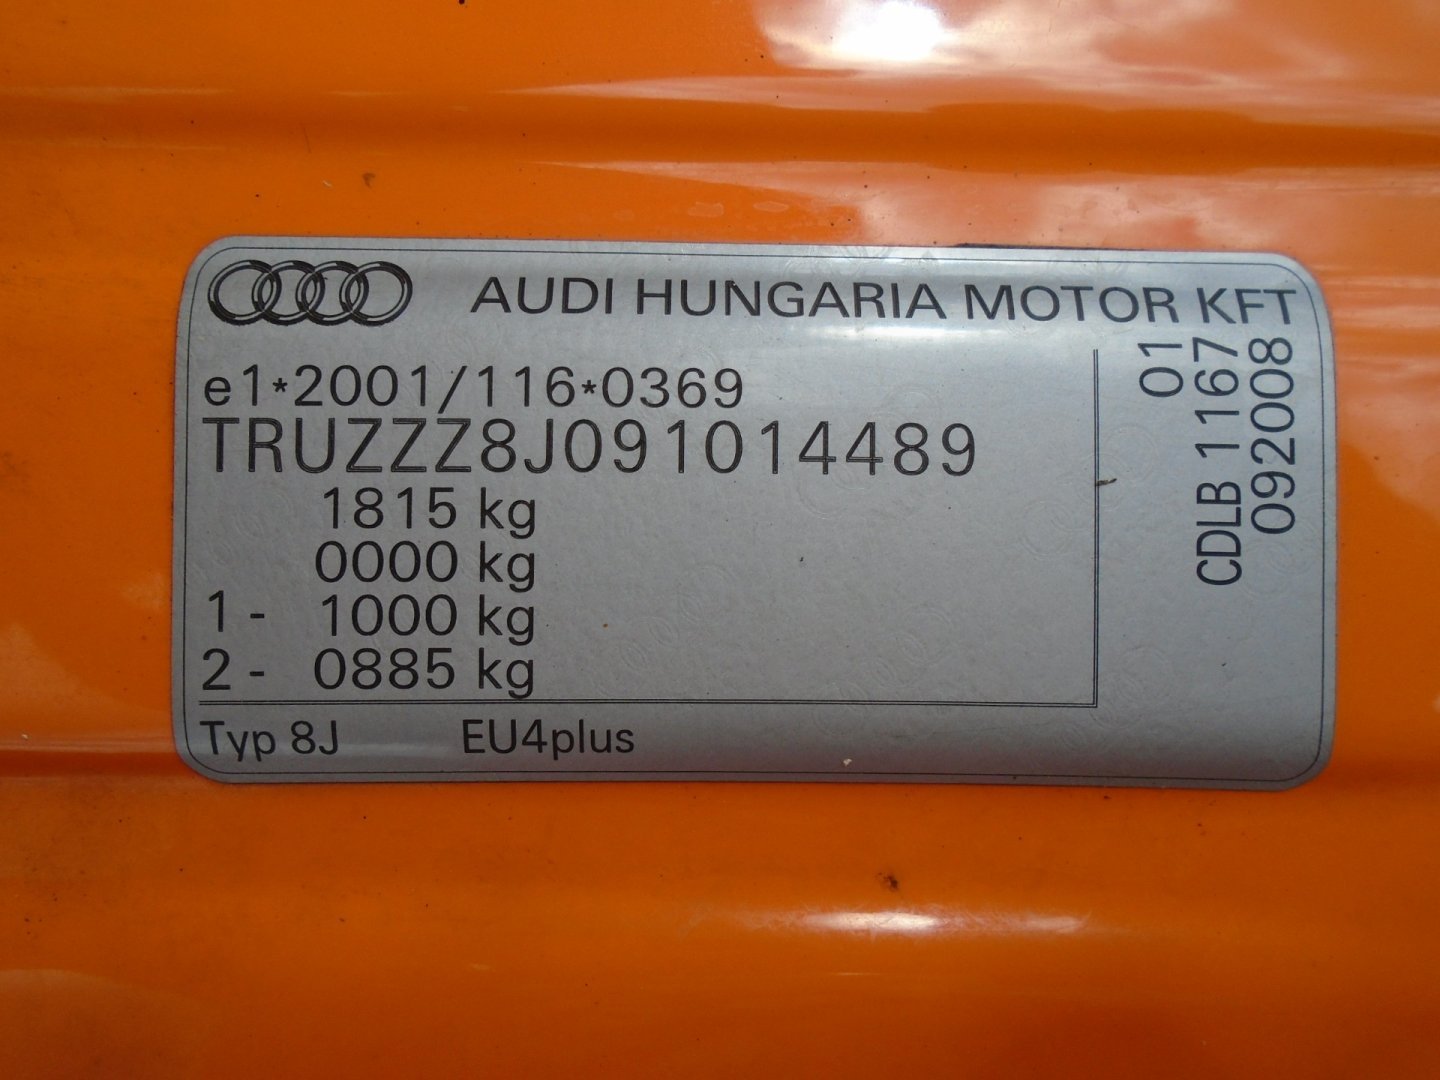 AUDI HUNGARIA MOTOR KFT
e1*2001/116*0369
TRUZZZ8J091014489
1815 kg
0000 kg
1- 1000 kg
2- 0885 kg
Typ 8J EU4plus
01
CDLB 1167
092008